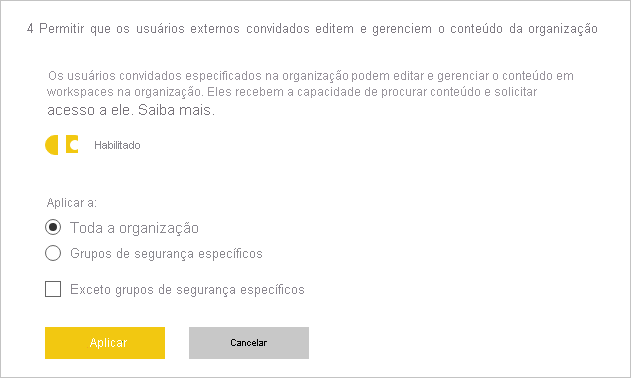 4 Permitir que os usuários externos convidados editem e gerenciem o conteúdo da organização
Os usuários convidados especificados na organização podem editar e gerenciar o conteúdo em
workspaces na organização. Eles recebem a capacidade de procurar conteúdo e solicitar
acesso a ele. Saiba mais.
Habilitado
Aplicar a:
Toda a organização
Grupos de segurança específicos
Exceto grupos de segurança específicos
Aplicar
Cancelar